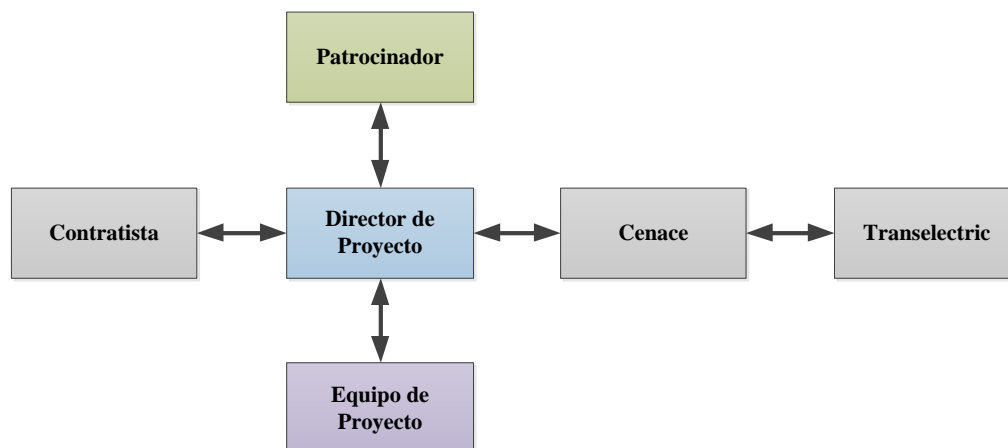 Patrocinador
Contratista
Director de
Proyecto
Cenace
Transelectric
Equipo de
Proyecto